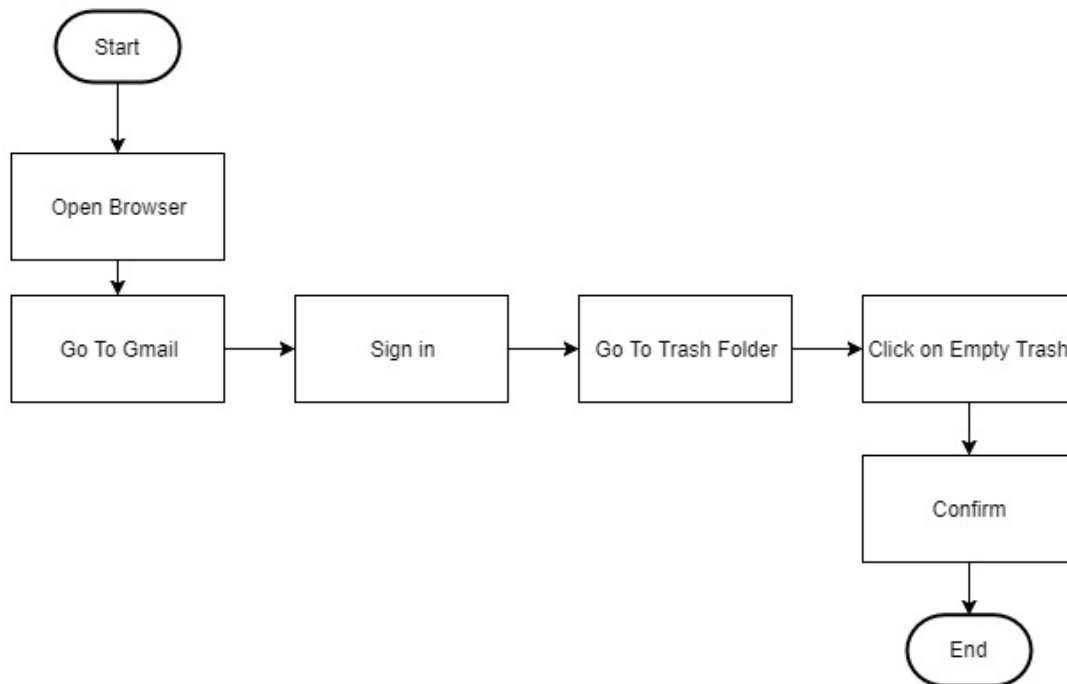 Start
Open Browser
Go To Gmail
Sign in
Go To Trash Folder
Click on Empty Trash
Confirm
End